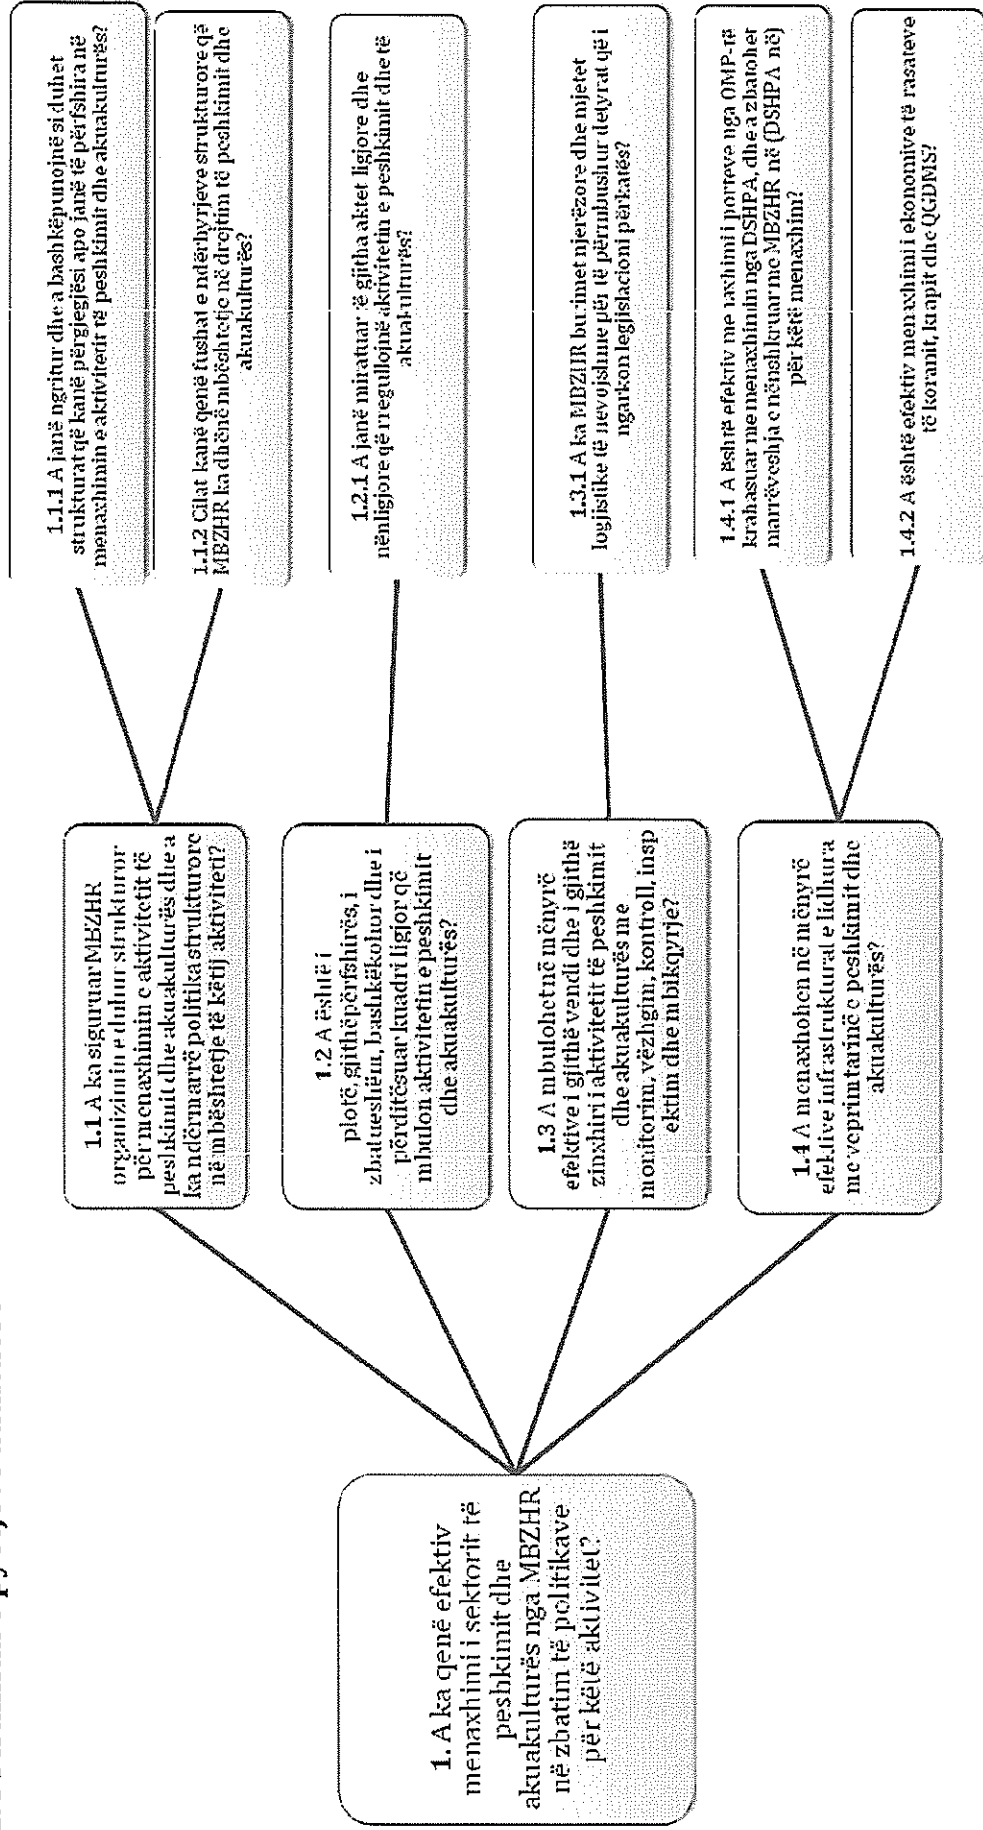 1. A ka qenë efektiv
menaxhimi i sektorit të
peshkimit dhe
akuakulturës nga MBZHR
në zbatim të politikave
për këtë aktivitet?
1.1 A ka siguruar MBZHR
organizimin e duhur strukturor
për menaxhimin e aktivitetit të
peshkimit dhe akuakulturës dhe a
ka ndërmarrë politika strukturore
në mbështetje të këtij aktiviteti?
1.2 A është i
plotë, gjithëpërfshirës, i
zbatueshëm, bashkëkohor dhe i
përditësuar kuadri ligjor që
mbulon aktivitetin e peshkimit
dhe akuakulturës?
1.3 A mbulohet në mënyrë
efektive i gjithë vendi dhe i gjithë
zinxhiri i aktivitetit të peshkimit
dhe akuakulturës me
monitorim, vëzhgim, kontroll, insp
ektim dhe mbikqyrje?
1.4 A menaxhohen në mënyrë
efektive infrastrukturat e lidhura
me veprimtarinë e peshkimit dhe
akuakulturës?
1.1.1 A janë ngritur dhe a bashkëpunojnë si duhet
strukturat që kanë përgjegjësi apo janë të përfshira në
menaxhimin e aktivitetit të peshkimit dhe akuakulturës?
1.1.2 Cilat kanë qenë fushat e ndërhyrjeve strukturore që
MBZHR ka dhënë mbështetje në drejtim të peshkimit dhe
akuakulturës?
1.2.1 A janë miratuar të gjitha aktet ligjore dhe
nënligjore që rregullojnë aktivitetin e peshkimit dhe të
akuakulturës?
1.3.1 A ka MBZHR burimet njerëzore dhe mjetet
logjistike të nevojshme për të përmbushur detyrat që i
ngarkon legjislacioni përkatës?
1.4.1 A është efektiv menaxhimi i porteve nga OMP-të
krahasuar me menaxhimin nga DSHPA, dhe a zbatohet
marrëveshja e nënshkruar me MBZHR në (DSHPA në)
për këtë menaxhim?
1.4.2 A është efektiv menaxhimi i ekonomive të rasateve
të koranit, krapit dhe QGDMS?